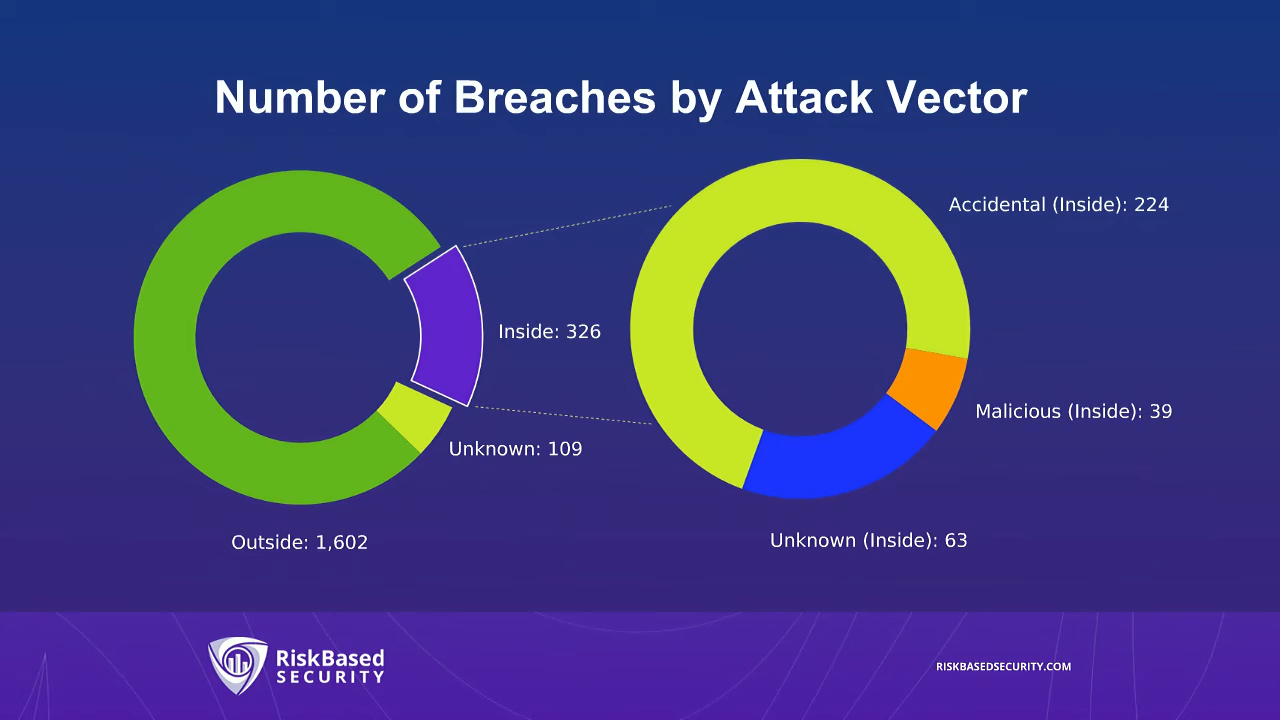 Number of Breaches by Attack Vector
Accidental (Inside): 224
Inside: 326
Malicious (Inside): 39
Unknown: 109
Unknown (Inside): 63
Outside: 1,602
RiskBased
SECURITY
RISKBASEDSECURITY.COM